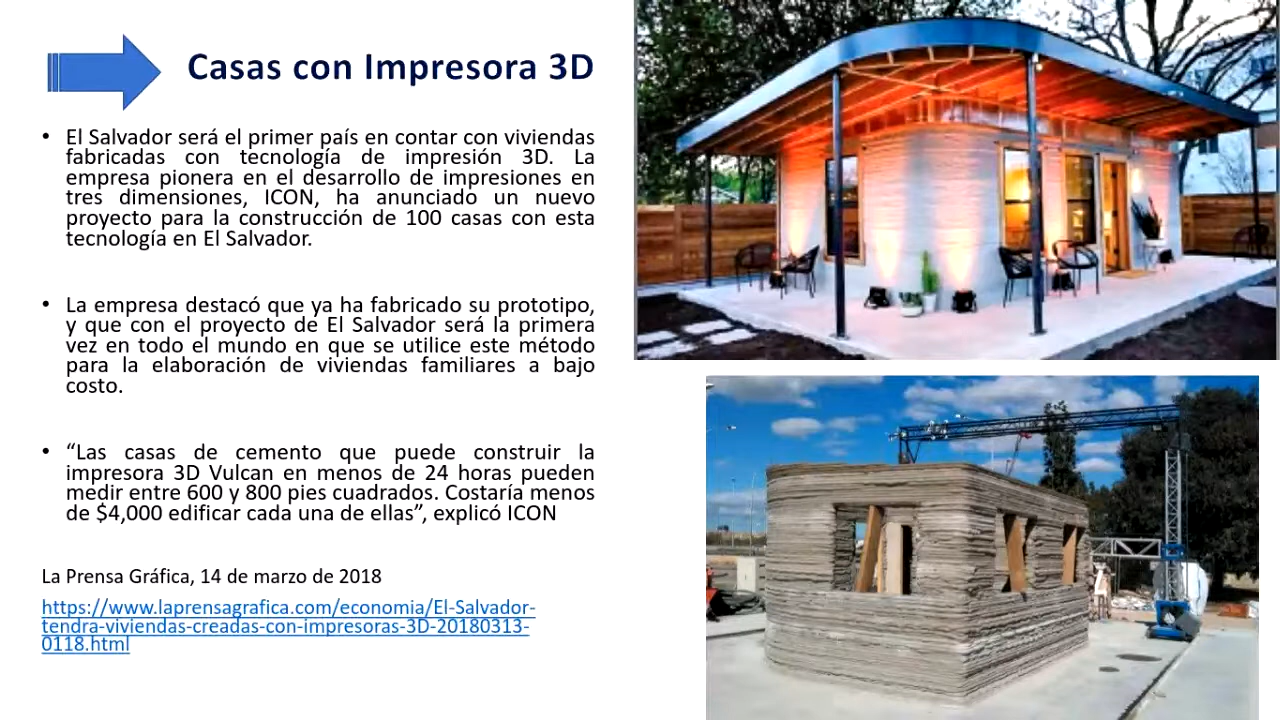 Casas con Impresora 3D
• El Salvador será el primer país en contar con viviendas
fabricadas con tecnología de impresión 3D. La
empresa pionera en el desarrollo de impresiones en
tres dimensiones, ICON, ha anunciado un nuevo
proyecto para la construcción de 100 casas con esta
tecnología en El Salvador.
• La empresa destacó que ya ha fabricado su prototipo,
y que con el proyecto de El Salvador será la primera
vez en todo el mundo en que se utilice este método
para la elaboración de viviendas familiares a bajo
costo.
• “Las casas de cemento que puede construir la
impresora 3D Vulcan en menos de 24 horas pueden
medir entre 600 y 800 pies cuadrados. Costaría menos
de $4,000 edificar cada una de ellas”, explicó ICON
La Prensa Gráfica, 14 de marzo de 2018
https://www.laprensagrafica.com/economia/El-Salvador-
tendra-viviendas-creadas-con-impresoras-3D-20180313-
0118.html